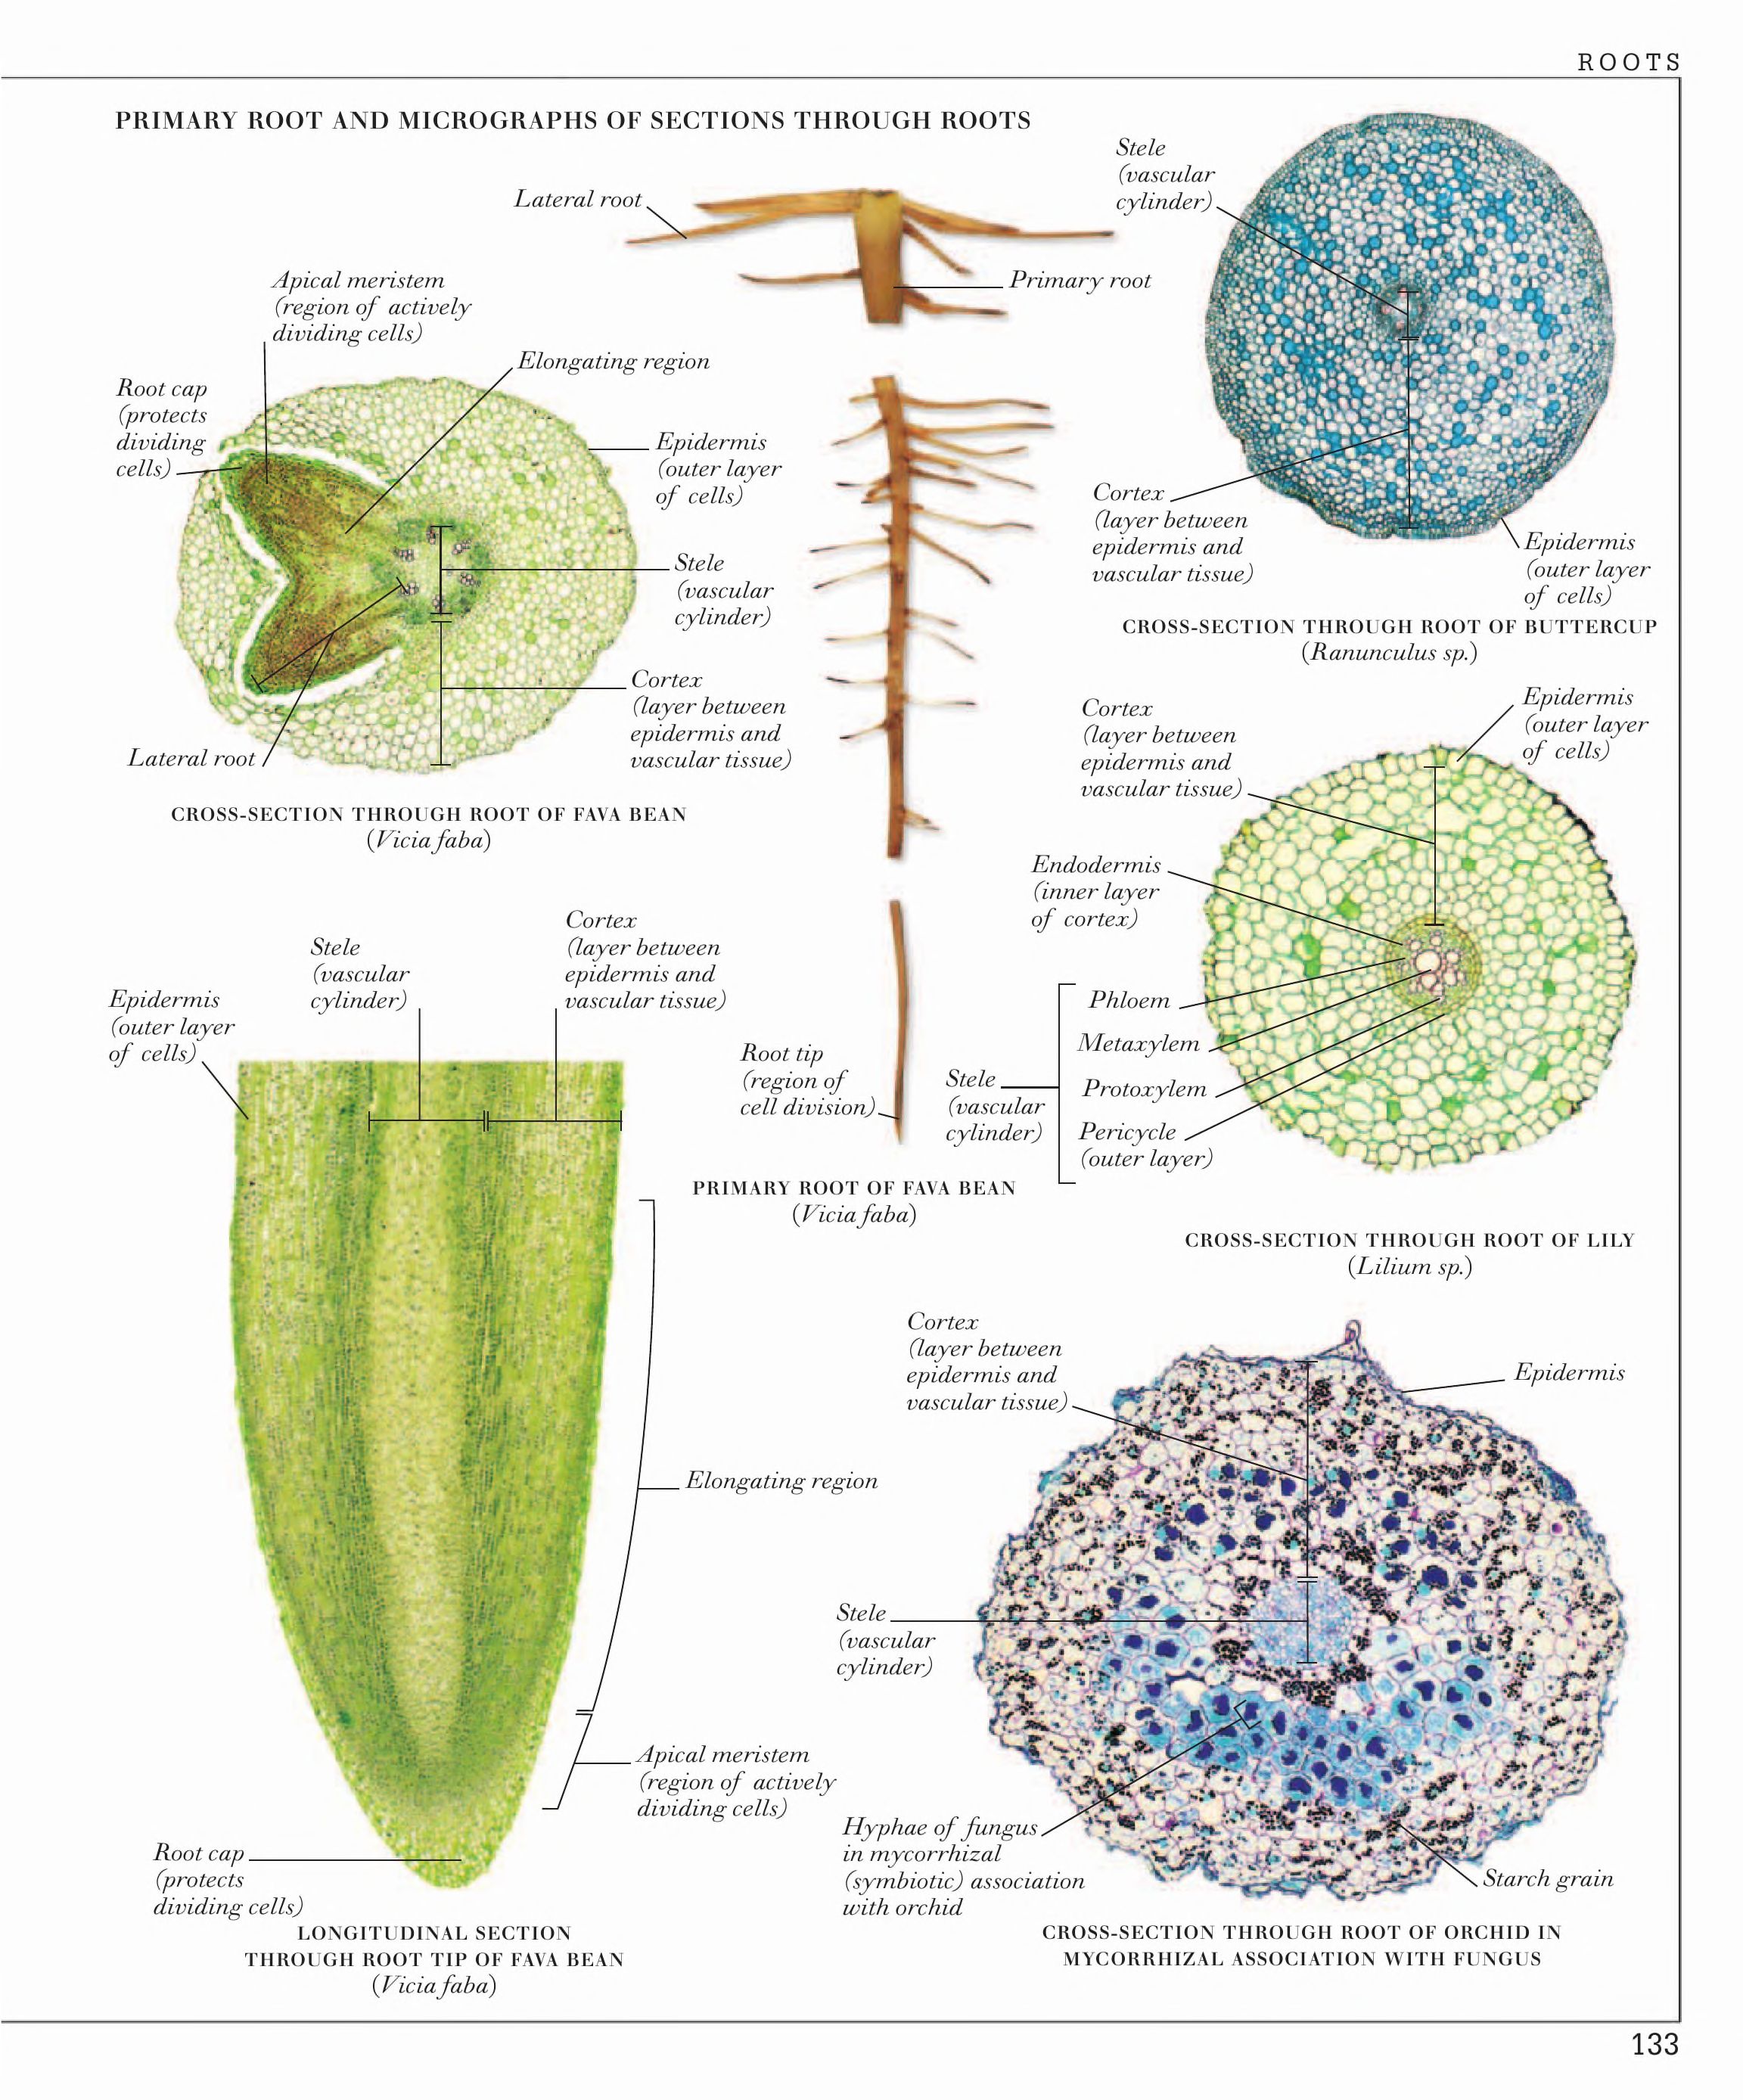 ROOTS
PRIMARY ROOT AND MICROGRAPHS OF SECTIONS THROUGH ROOTS
Lateral root
Primary root
Root tip
(region of
cell division)
PRIMARY ROOT OF FAVA BEAN
(Vicia faba)
Apical meristem
(region of actively
dividing cells)
Elongating region
Root cap
(protects
dividing
cells)
Epidermis
(outer layer
of cells)
Stele
(vascular
cylinder)
Cortex
(layer between
epidermis and
vascular tissue)
Lateral root
CROSS-SECTION THROUGH ROOT OF FAVA BEAN
(Vicia faba)
Stele
(vascular
cylinder)
Cortex
(layer between
epidermis and
vascular tissue)
Epidermis
(outer layer
of cells)
CROSS-SECTION THROUGH ROOT OF BUTTERCUP
(Ranunculus sp.)
Cortex
(layer between
epidermis and
vascular tissue)
Epidermis
(outer layer
of cells)
Endodermis
(inner layer
of cortex)
Stele
(vascular
cylinder)
Phloem
Metaxylem
Protoxylem
Pericycle
(outer layer)
CROSS-SECTION THROUGH ROOT OF LILY
(Lilium sp.)
Epidermis
(outer layer
of cells)
Stele
(vascular
cylinder)
Cortex
(layer between
epidermis and
vascular tissue)
Elongating region
Apical meristem
(region of actively
dividing cells)
Root cap
(protects
dividing cells)
LONGITUDINAL SECTION
THROUGH ROOT TIP OF FAVA BEAN
(Vicia faba)
Cortex
(layer between
epidermis and
vascular tissue)
Epidermis
Stele
(vascular
cylinder)
Hyphae of fungus
in mycorrhizal
(symbiotic) association
with orchid
Starch grain
CROSS-SECTION THROUGH ROOT OF ORCHID IN
MYCORRHIZAL ASSOCIATION WITH FUNGUS
133